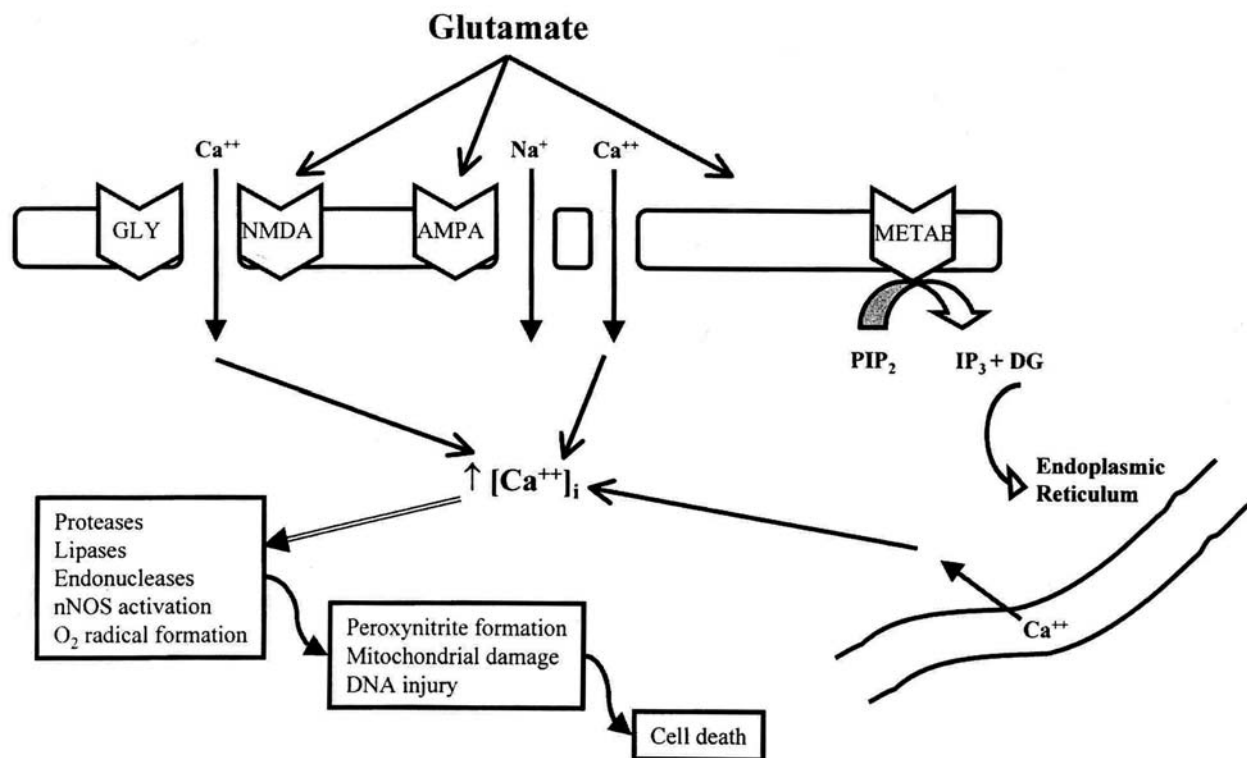 Glutamate
Ca⁺⁺
Na⁺
Ca⁺⁺
GLY
NMDA
AMPA
METAB
PIP₂
IP₃ + DG
↑ [Ca⁺⁺]ᵢ
Endoplasmic
Reticulum
Ca⁺⁺
Proteases
Lipases
Endonucleases
nNOS activation
O₂ radical formation
Peroxynitrite formation
Mitochondrial damage
DNA injury
Cell death